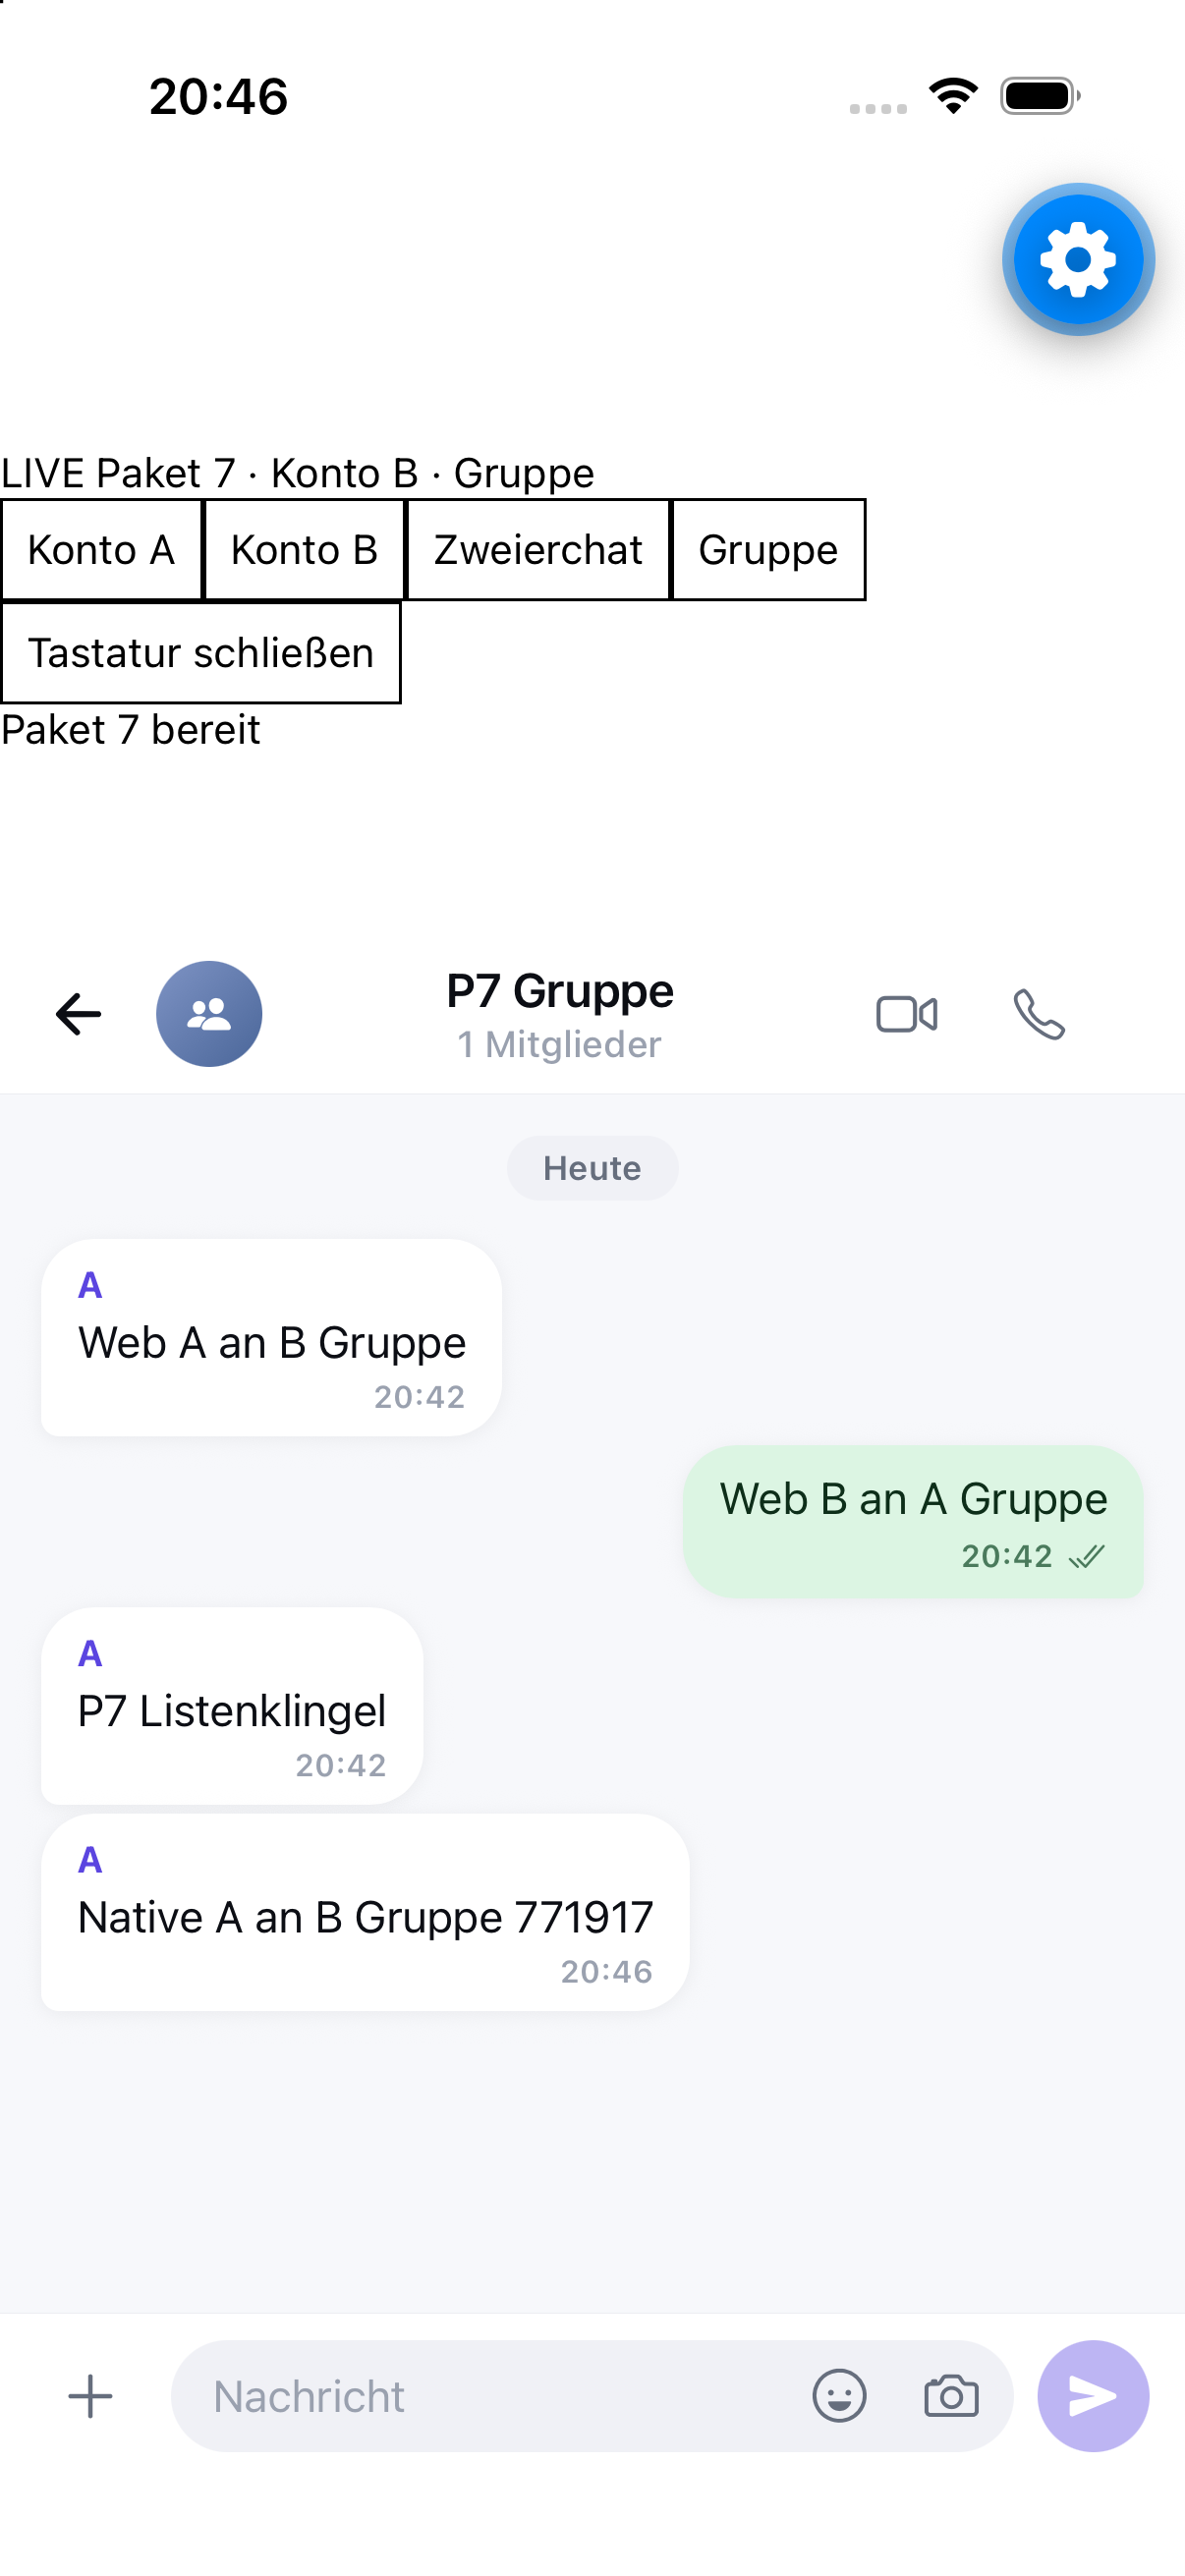 20:46
LIVE Paket 7 · Konto B · Gruppe
Konto A Konto B Zweierchat Gruppe
Tastatur schließen
Paket 7 bereit
P7 Gruppe
1 Mitglieder
Heute
A
Web A an B Gruppe
20:42
Web B an A Gruppe
20:42
A
P7 Listenklingel
20:42
A
Native A an B Gruppe 771917
20:46
Nachricht